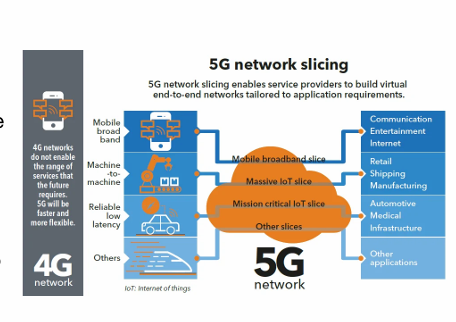 5G network slicing
5G network slicing enables service providers to build virtual
end-to-end networks tailored to application requirements.
4G networks
do not enable
the range of
services that
the future
requires.
5G will be
faster and
more flexible.
4G
network
Mobile
broad
band
Machine
-to-
machine
Reliable
low
latency
Others
Mobile broadband slice
Massive IoT slice
Mission critical IoT slice
Other slices
5G
network
Communication
Entertainment
Internet
Retail
Shipping
Manufacturing
Automotive
Medical
Infrastructure
Other
applications
IoT: Internet of things
e